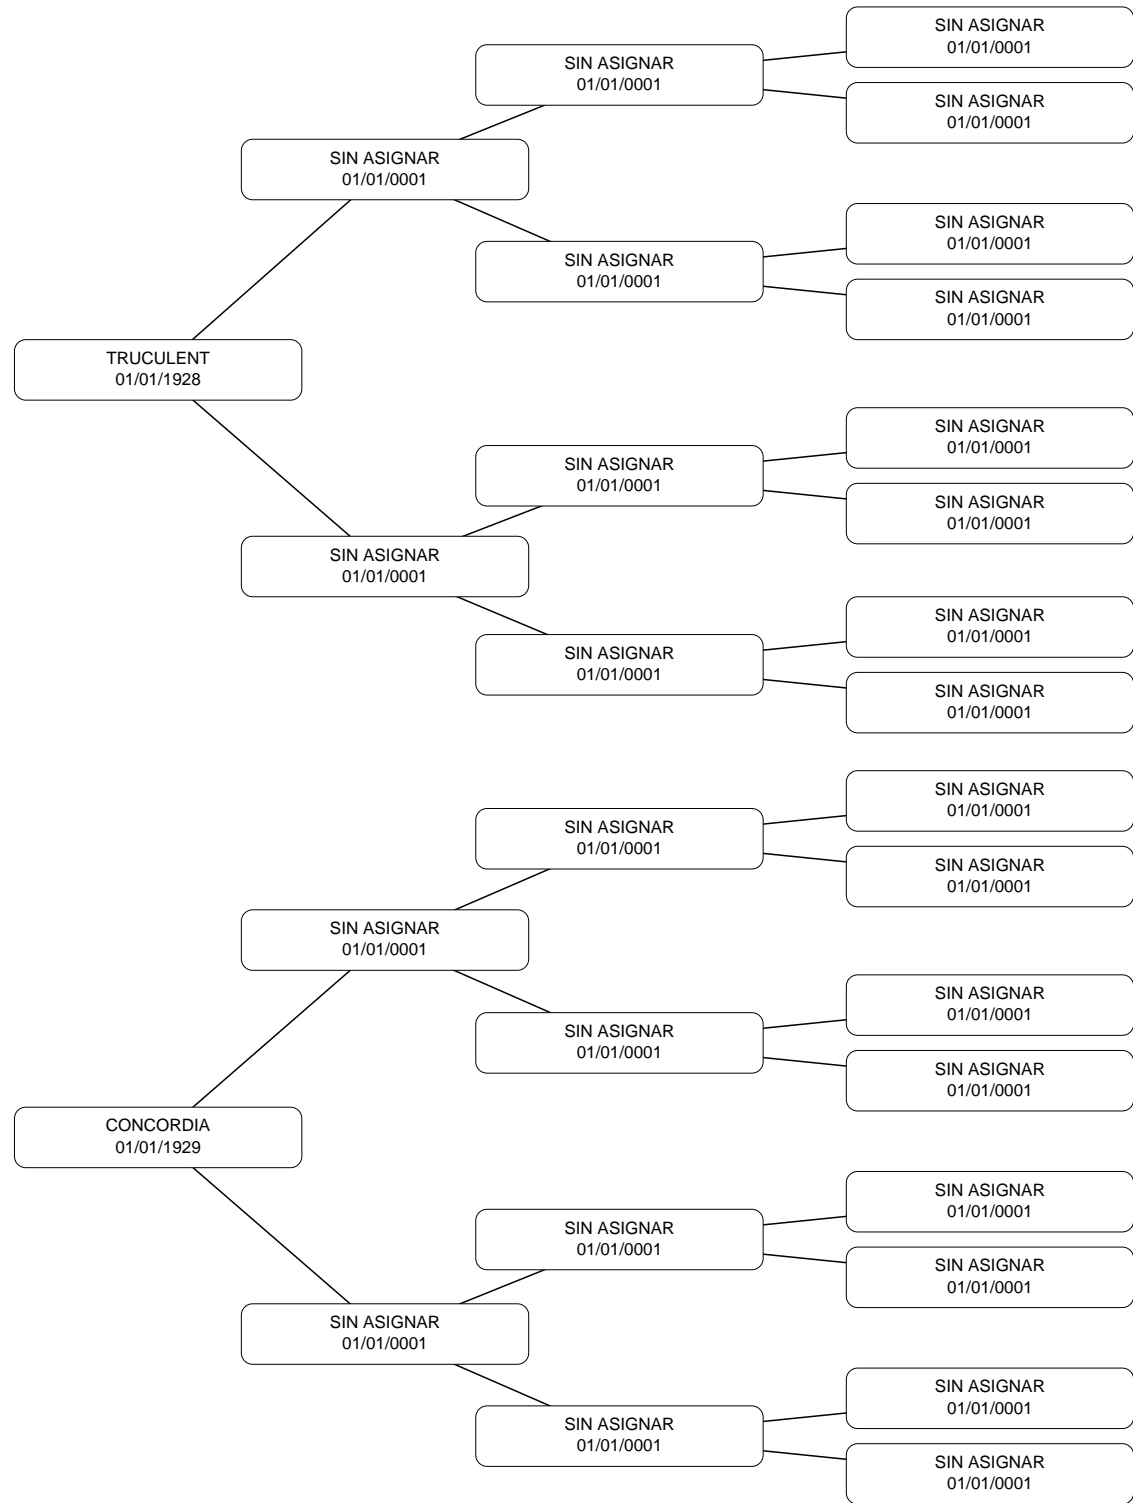 SIN ASIGNAR
01/01/0001
SIN ASIGNAR
01/01/0001
SIN ASIGNAR
01/01/0001
SIN ASIGNAR
01/01/0001
SIN ASIGNAR
01/01/0001
SIN ASIGNAR
01/01/0001
SIN ASIGNAR
01/01/0001
TRUCULENT
01/01/1928
SIN ASIGNAR
01/01/0001
SIN ASIGNAR
01/01/0001
SIN ASIGNAR
01/01/0001
SIN ASIGNAR
01/01/0001
SIN ASIGNAR
01/01/0001
SIN ASIGNAR
01/01/0001
SIN ASIGNAR
01/01/0001
SIN ASIGNAR
01/01/0001
SIN ASIGNAR
01/01/0001
SIN ASIGNAR
01/01/0001
SIN ASIGNAR
01/01/0001
SIN ASIGNAR
01/01/0001
SIN ASIGNAR
01/01/0001
SIN ASIGNAR
01/01/0001
CONCORDIA
01/01/1929
SIN ASIGNAR
01/01/0001
SIN ASIGNAR
01/01/0001
SIN ASIGNAR
01/01/0001
SIN ASIGNAR
01/01/0001
SIN ASIGNAR
01/01/0001
SIN ASIGNAR
01/01/0001
SIN ASIGNAR
01/01/0001